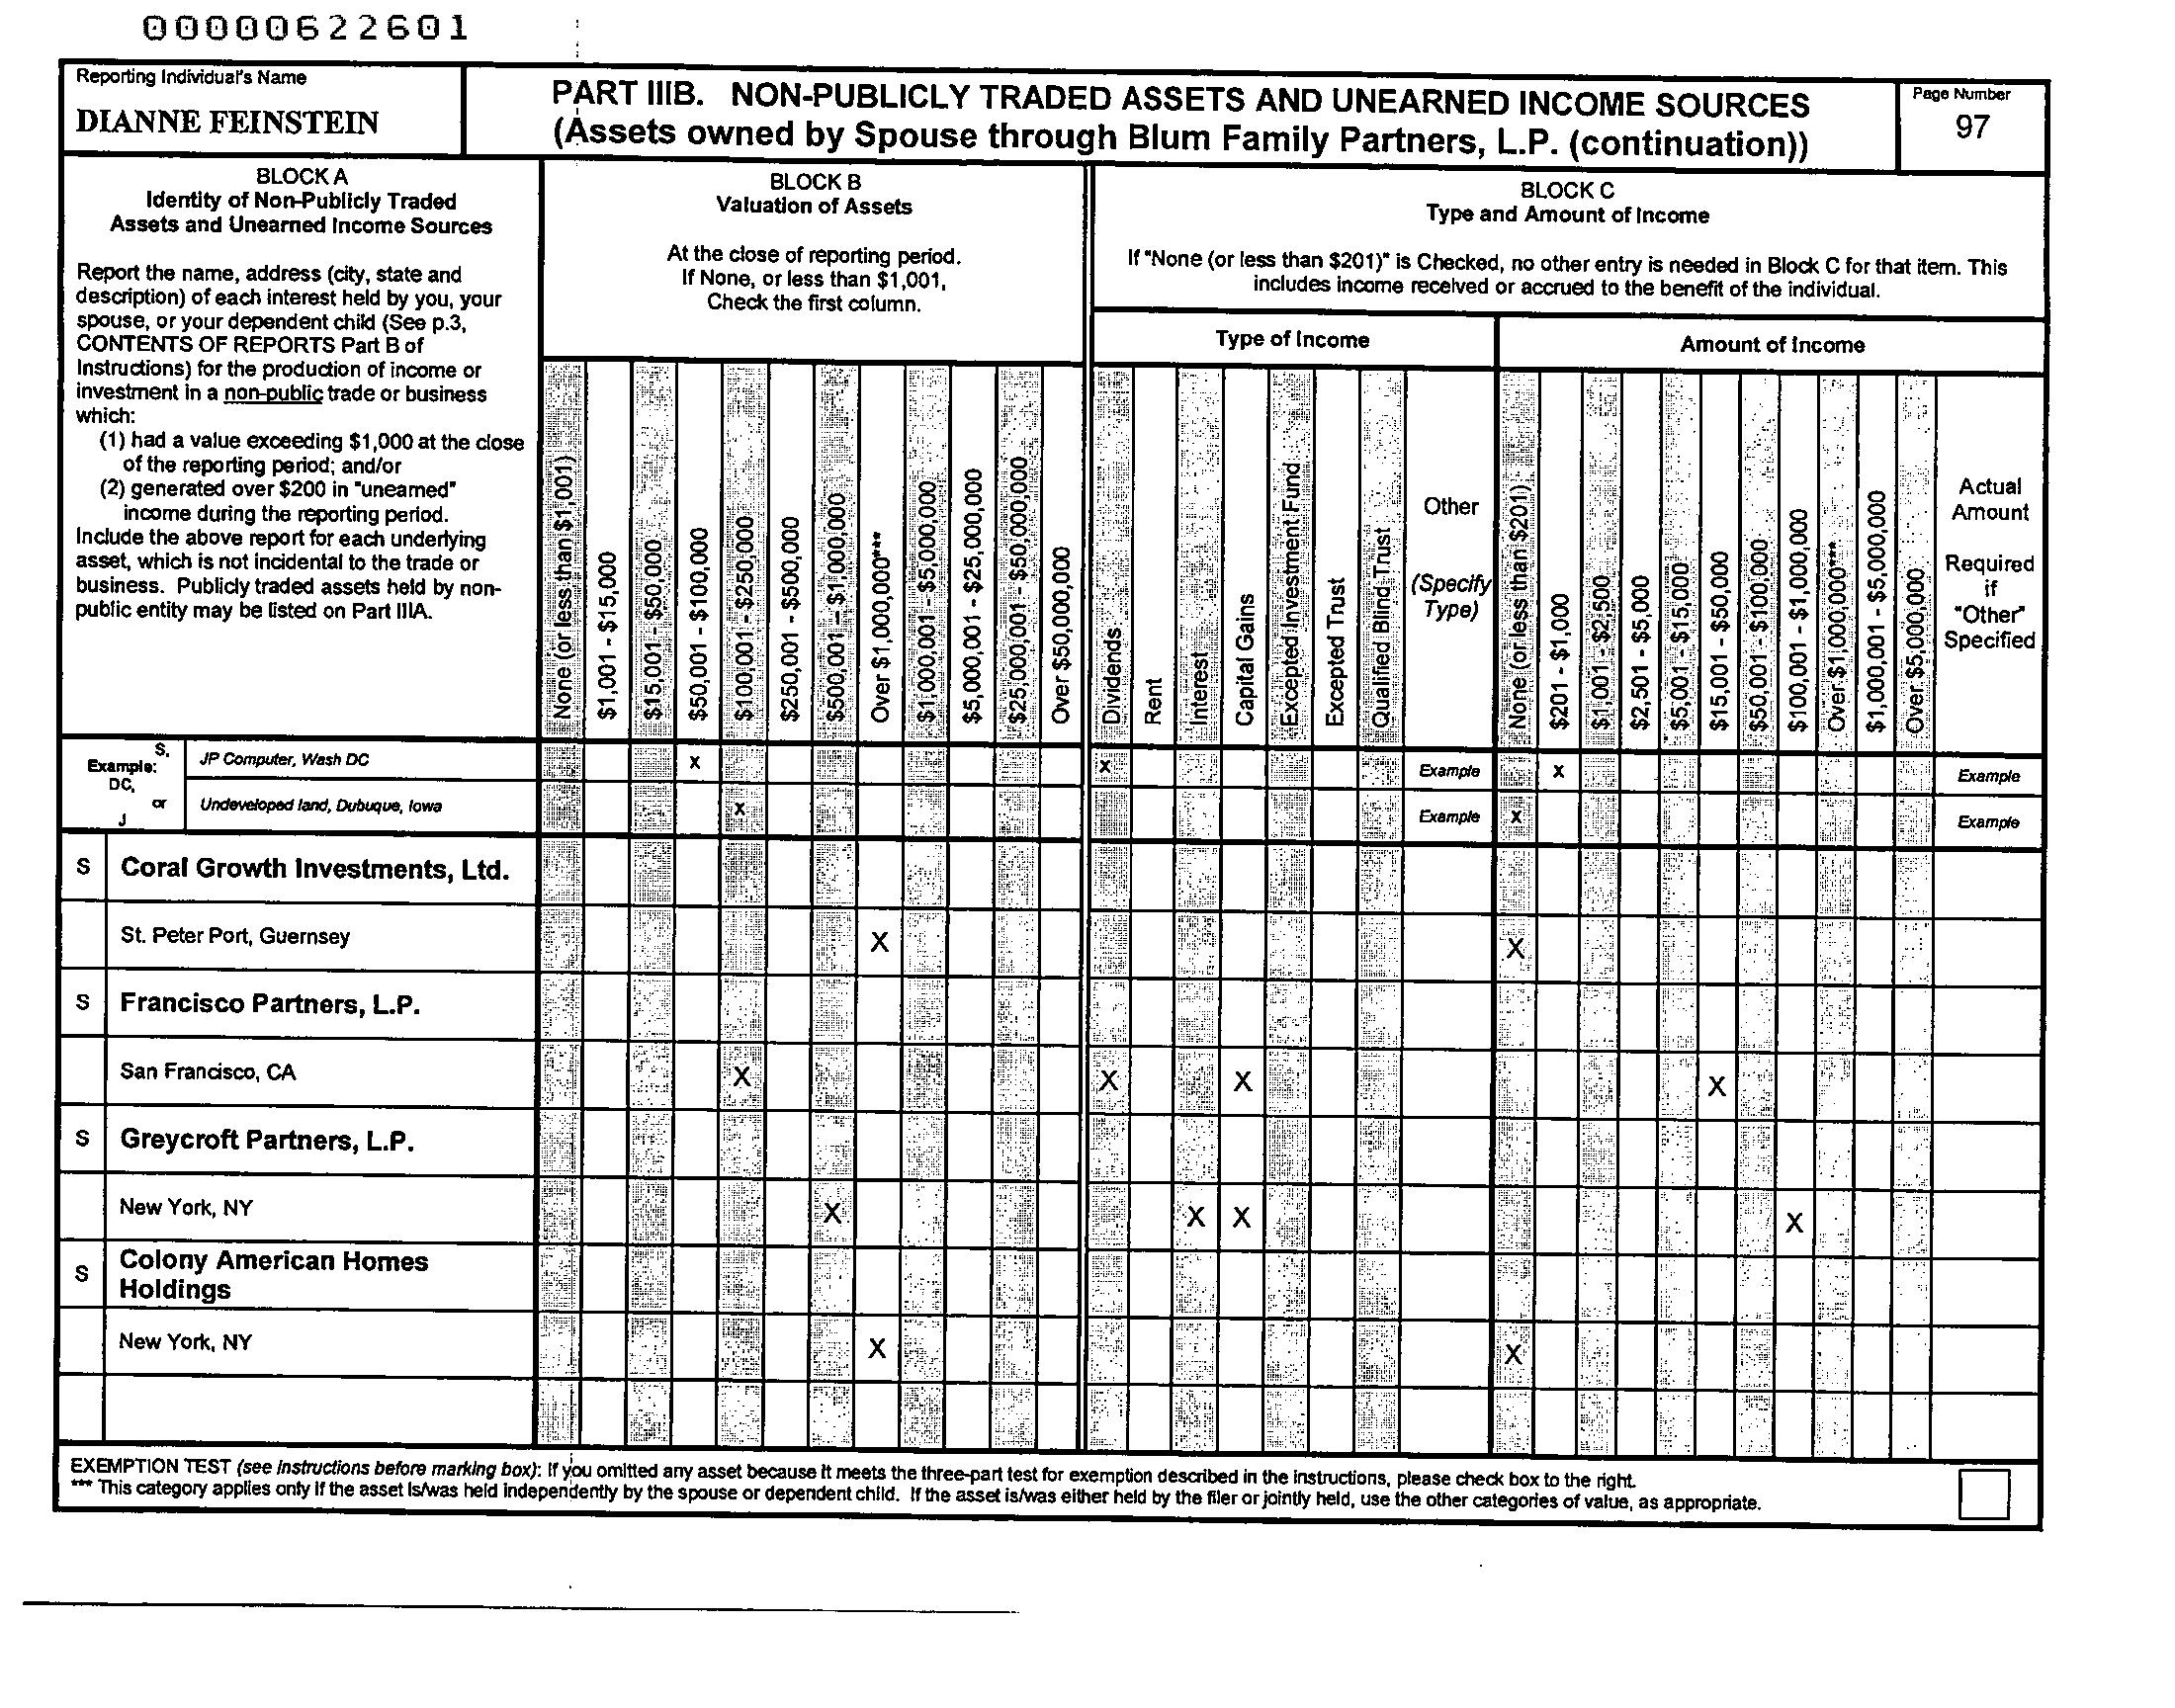 00000622601
Reporting Individual's Name
DIANNE FEINSTEIN
PART IIIB. NON-PUBLICLY TRADED ASSETS AND UNEARNED INCOME SOURCES
(Assets owned by Spouse through Blum Family Partners, L.P. (continuation))
Page Number
97
BLOCK A
Identity of Non-Publicly Traded
Assets and Unearned Income Sources
Report the name, address (city, state and
description) of each interest held by you, your
spouse, or your dependent child (See p.3,
CONTENTS OF REPORTS Part B of
Instructions) for the production of income or
investment in a non-public trade or business
which:
(1) had a value exceeding $1,000 at the close
of the reporting period; and/or
(2) generated over $200 in "unearned"
income during the reporting period.
Include the above report for each underlying
asset, which is not incidental to the trade or
business. Publicly traded assets held by non-
public entity may be listed on Part IIIA.
BLOCK B
Valuation of Assets
At the close of reporting period.
If None, or less than $1,001,
Check the first column.
None (or less than $1,001)
$1,001 - $15,000
$15,001 - $50,000
$50,001 - $100,000
$100,001 - $250,000
$250,001 - $500,000
$500,001 - $1,000,000
Over $1,000,000***
$1,000,001 - $5,000,000
$5,000,001 - $25,000,000
$25,000,001 - $50,000,000
Over $50,000,000
BLOCK C
Type and Amount of Income
If "None (or less than $201)" is Checked, no other entry is needed in Block C for that item. This
includes income received or accrued to the benefit of the individual.
Type of Income
Amount of Income
Dividends
Rent
Interest
Capital Gains
Excepted Investment Fund
Excepted Trust
Qualified Blind Trust
Other
(Specify
Type)
None (or less than $201)
$201 - $1,000
$1,001 - $2,500
$2,501 - $5,000
$5,001 - $15,000
$15,001 - $50,000
$50,001 - $100,000
$100,001 - $1,000,000
Over $1,000,000***
$1,000,001 - $5,000,000
Over $5,000,000
Actual
Amount
Required
if
"Other"
Specified
Example: S, DC, or J
JP Computer, Wash DC X X Example X Example
Undeveloped land, Dubuque, Iowa X Example X Example
S Coral Growth Investments, Ltd.
St. Peter Port, Guernsey X X
S Francisco Partners, L.P.
San Francisco, CA X X X X
S Greycroft Partners, L.P.
New York, NY X X X X
S Colony American Homes
Holdings
New York, NY X X
EXEMPTION TEST (see instructions before marking box): If you omitted any asset because it meets the three-part test for exemption described in the instructions, please check box to the right.
*** This category applies only if the asset is/was held independently by the spouse or dependent child. If the asset is/was either held by the filer or jointly held, use the other categories of value, as appropriate.